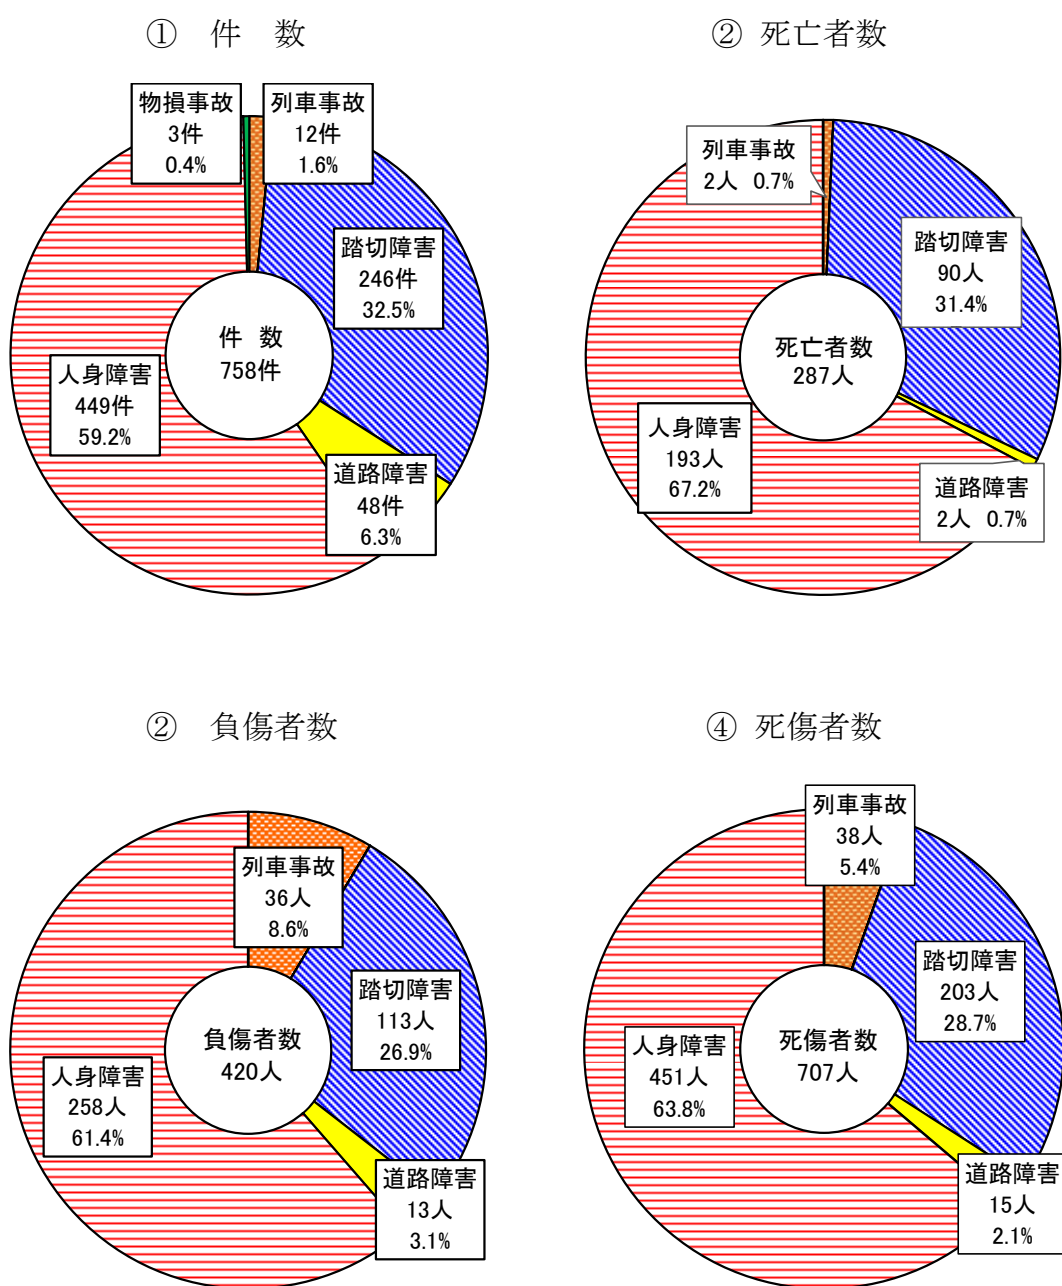 ① 件 数
物損事故
3件
0.4%
列車事故
12件
1.6%
踏切障害
246件
32.5%
件 数
758件
人身障害
449件
59.2%
道路障害
48件
6.3%
② 死亡者数
列車事故
2人 0.7%
踏切障害
90人
31.4%
死亡者数
287人
人身障害
193人
67.2%
道路障害
2人 0.7%
② 負傷者数
列車事故
36人
8.6%
踏切障害
113人
26.9%
負傷者数
420人
人身障害
258人
61.4%
道路障害
13人
3.1%
④ 死傷者数
列車事故
38人
5.4%
踏切障害
203人
28.7%
死傷者数
707人
人身障害
451人
63.8%
道路障害
15人
2.1%